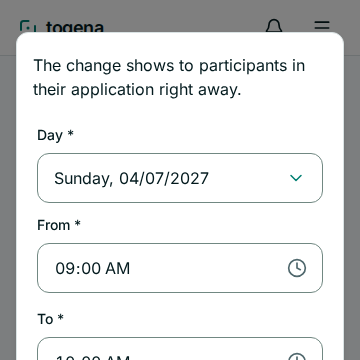 togena
The change shows to participants in
their application right away.
Day *
Sunday, 04/07/2027
From *
09:00 AM
To *